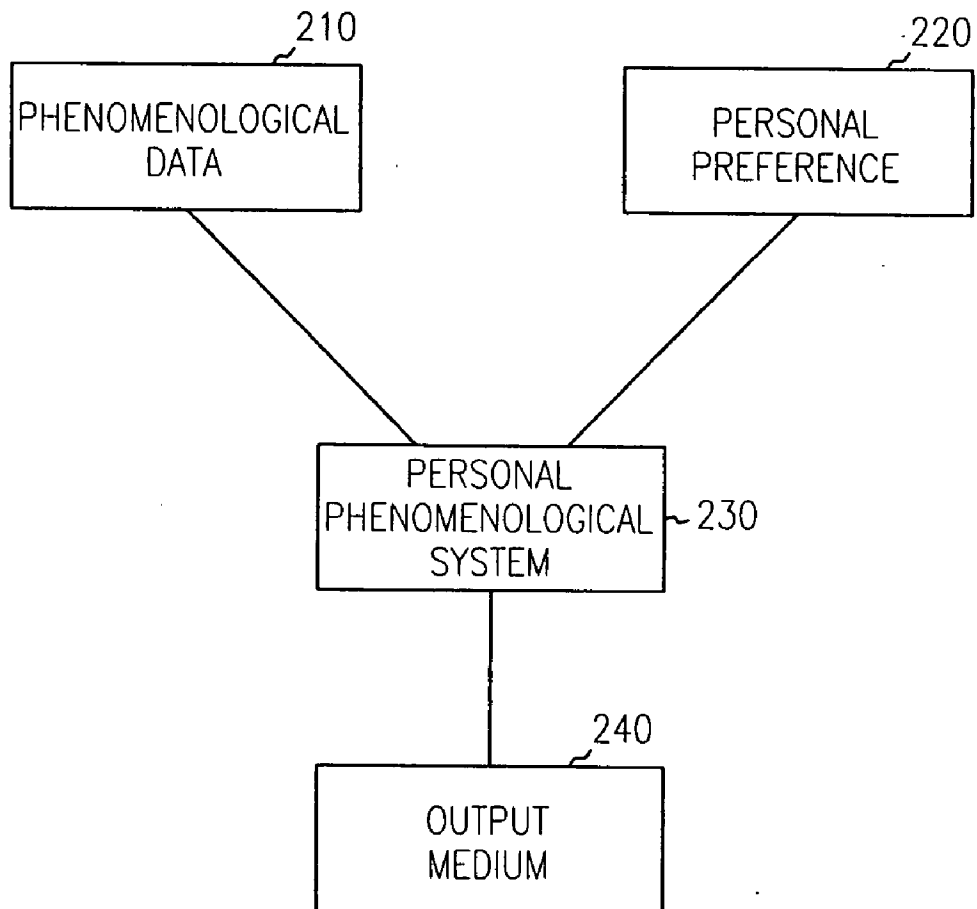 210
PHENOMENOLOGICAL
DATA
220
PERSONAL
PREFERENCE
PERSONAL
PHENOMENOLOGICAL
SYSTEM
230
240
OUTPUT
MEDIUM